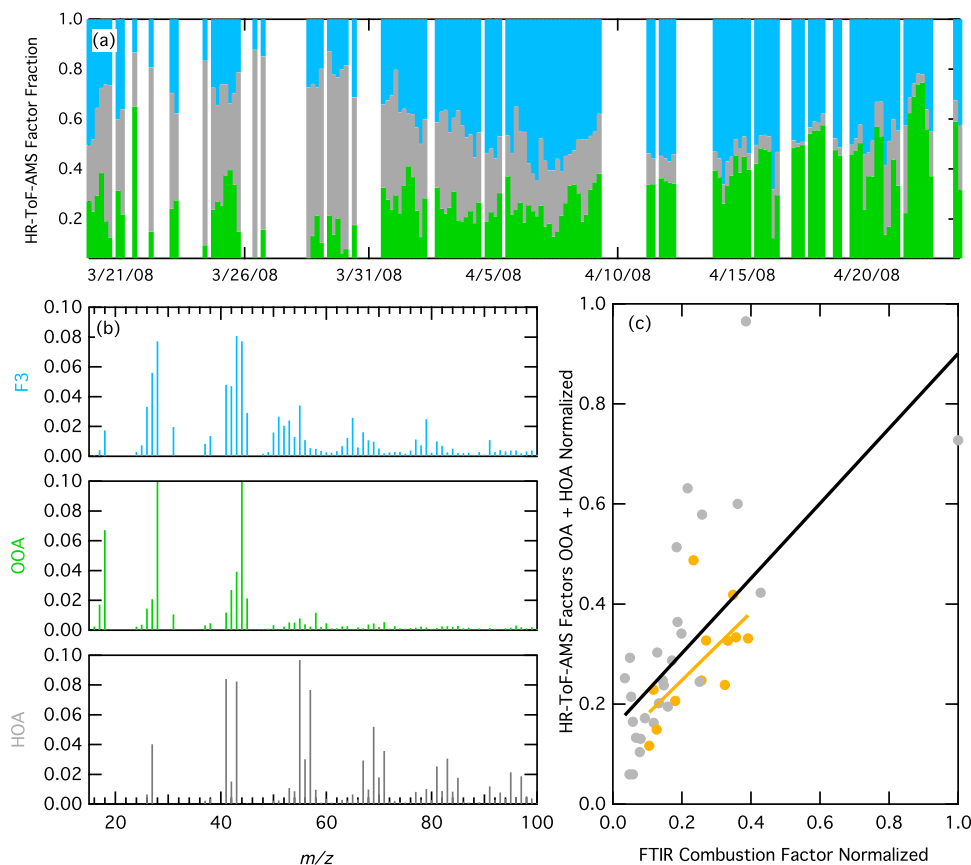 (a)
HR-ToF-AMS Factor Fraction
1.0
0.8
0.6
0.4
0.2
3/21/08 3/26/08 3/31/08 4/5/08 4/10/08 4/15/08 4/20/08
(b)
F3
0.10
0.08
0.06
0.04
0.02
0.00
OOA
0.10
0.08
0.06
0.04
0.02
0.00
HOA
0.10
0.08
0.06
0.04
0.02
0.00
20 40 60 80 100
m/z
(c)
HR-ToF-AMS Factors OOA + HOA Normalized
1.0
0.8
0.6
0.4
0.2
0.0
0.0 0.2 0.4 0.6 0.8 1.0
FTIR Combustion Factor Normalized